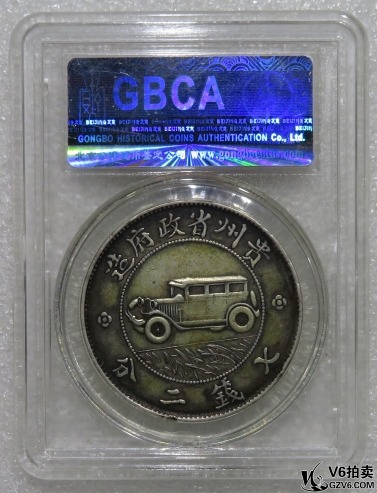 GBCA
GONGBO HISTORICAL COINS AUTHENTICATION Co., Ltd.
貴州省政府造
七錢二分
V6拍卖
GZV6.COM